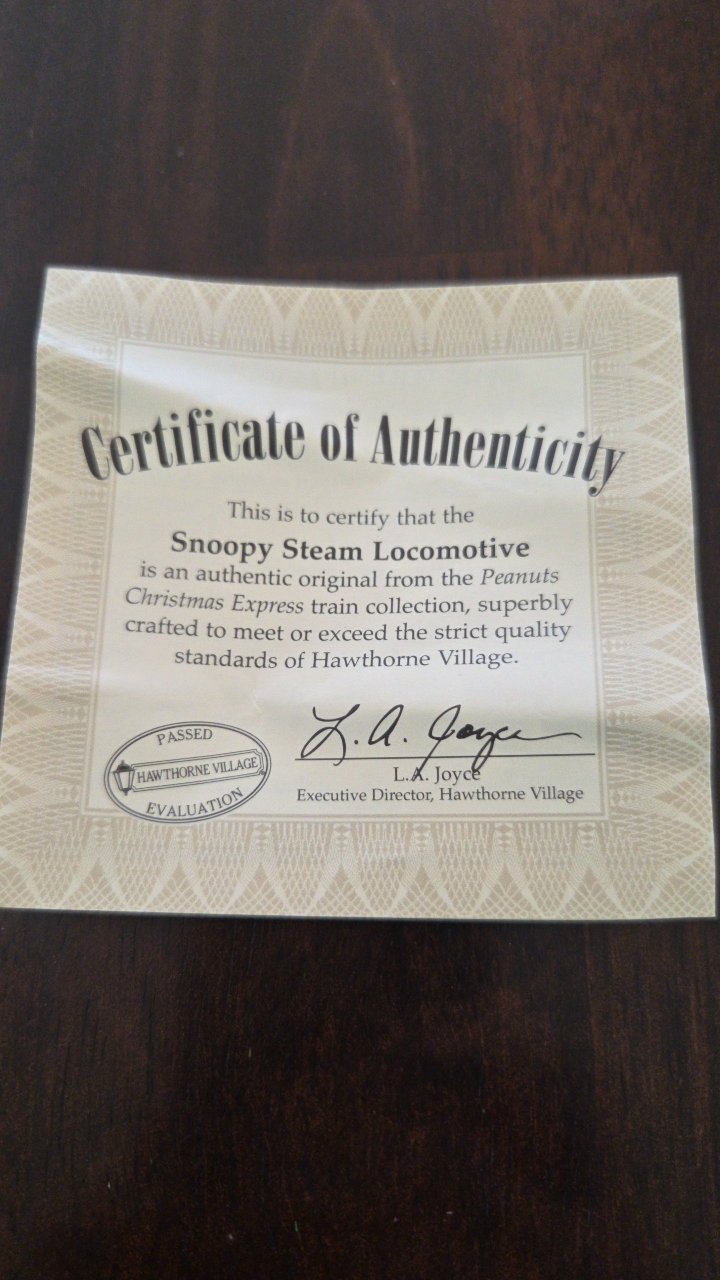 Certificate of Authenticity
This is to certify that the
Snoopy Steam Locomotive
is an authentic original from the Peanuts
Christmas Express train collection, superbly
crafted to meet or exceed the strict quality
standards of Hawthorne Village.
PASSED
HAWTHORNE VILLAGE
EVALUATION
L.A. Joyce
L.A. Joyce
Executive Director, Hawthorne Village